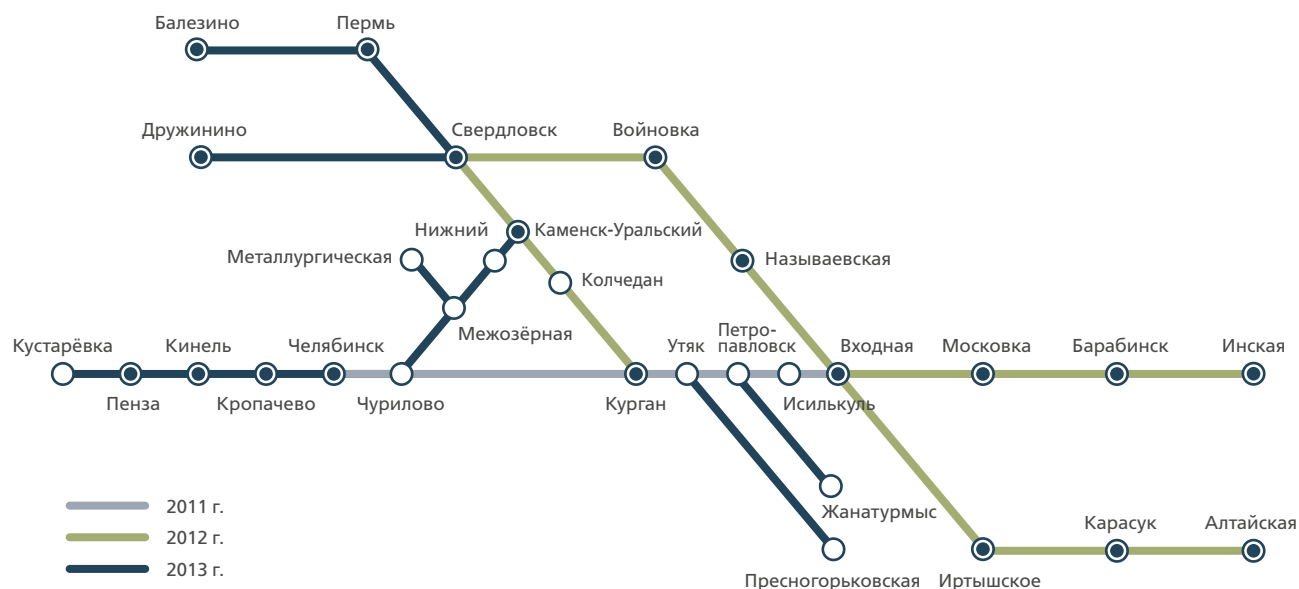 Балезино
Пермь
Дружинино
Свердловск
Войновка
Нижний
Каменск-Уральский
Металлургическая
Называевская
Колчедан
Межозёрная
Петро-
павловск
Кустарёвка
Кинель
Челябинск
Утяк
Входная
Московка
Барабинск
Инская
Пенза
Кропачево
Чурилово
Курган
Исилькуль
Жанатурмыс
2011 г.
2012 г.
2013 г.
Карасук
Алтайская
Пресногорьковская
Иртышское